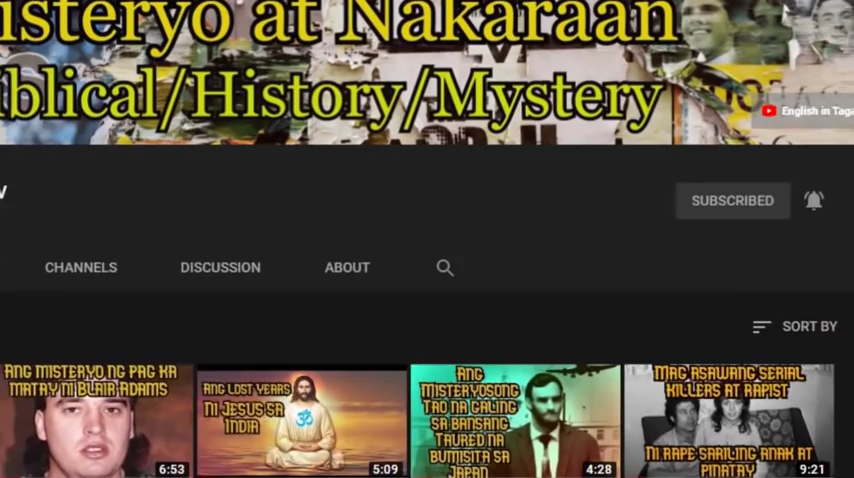 isteryo at Nakaraan
iblical/History/Mystery
English in Taga
V
SUBSCRIBED
CHANNELS
DISCUSSION
ABOUT
SORT BY
ANG MISTERYO NG PAG KA
MATAY NI BLAIR ADAMS
6:53
ANG LOST YEARS
NI JESUS SA
INDIA
5:09
ANG
MISTERYOSONG
TAO NA GALING
SA BANSANG
TAURED NA
BUMISITA SA
JAPAN
4:28
MAG ASAWANG SERIAL
KILLERS AT RAPIST
NI RAPE SARILING ANAK AT
PINATAY
9:21